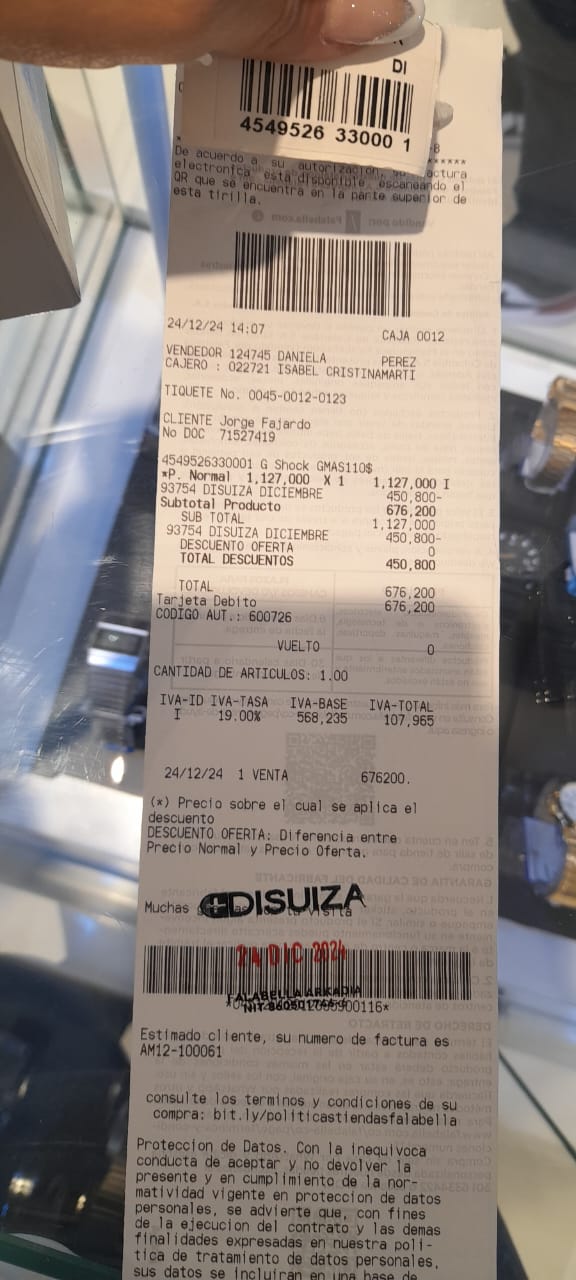 DI
4549526 33000 1
De acuerdo a su autorizacion, su factura
electronica, esta disponible escaneando el
QR que se encuentra en la parte superior de
esta tirilla.
24/12/24 14:07 CAJA 0012
VENDEDOR 124745 DANIELA PEREZ
CAJERO : 022721 ISABEL CRISTINAMARTI
TIQUETE No. 0045-0012-0123
CLIENTE Jorge Fajardo
No DOC 71527419
4549526330001 G Shock GMAS110$
*P. Normal 1,127,000 X 1 1,127,000 I
93754 DISUIZA DICIEMBRE 450,800-
Subtotal Producto 676,200
SUB TOTAL 1,127,000
93754 DISUIZA DICIEMBRE 450,800-
DESCUENTO OFERTA 0
TOTAL DESCUENTOS 450,800
TOTAL 676,200
Tarjeta Debito 676,200
CODIGO AUT.: 600726
VUELTO 0
CANTIDAD DE ARTICULOS: 1.00
IVA-ID IVA-TASA IVA-BASE IVA-TOTAL
I 19.00% 568,235 107,965
24/12/24 1 VENTA 676200.
(*) Precio sobre el cual se aplica el
descuento
DESCUENTO OFERTA: Diferencia entre
Precio Normal y Precio Oferta.
Muchas gracias por tu visita
DISUIZA
24 DIC 2024
FALABELLA ARKADIA
Estimado cliente, su numero de factura es
AM12-100061
consulte los terminos y condiciones de su
compra: bit.ly/politicastiendasfalabella
Proteccion de Datos. Con la inequivoca
conducta de aceptar y no devolver la
presente y en cumplimiento de la nor-
matividad vigente en proteccion de datos
personales, se advierte que, con fines
de la ejecucion del contrato y las demas
finalidades expresadas en nuestra poli-
tica de tratamiento de datos personales,
sus datos se incluiran en una base de